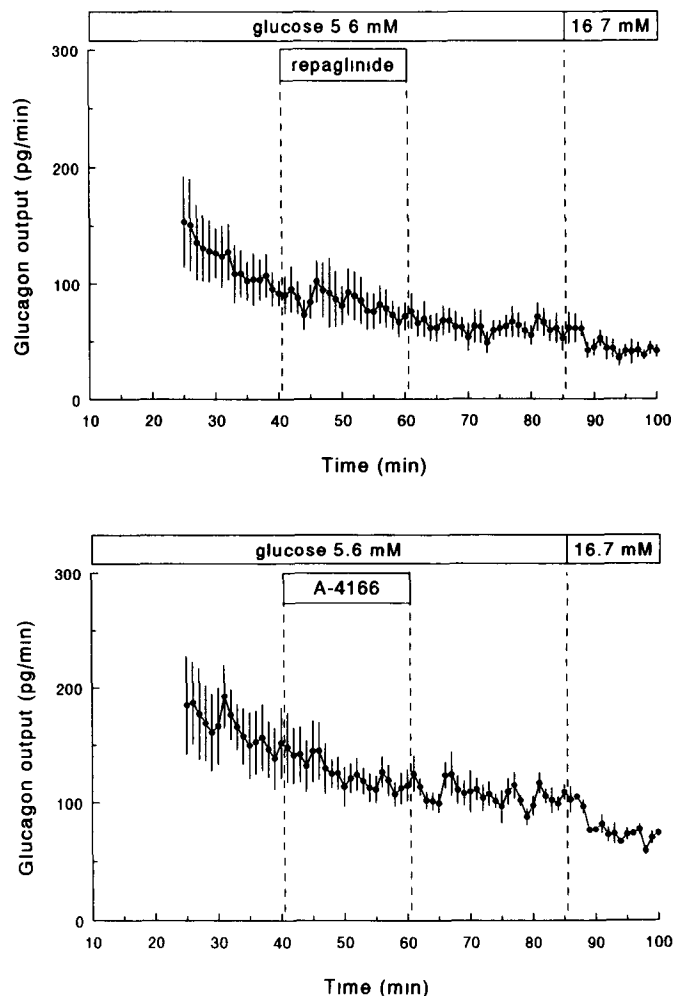 glucose 5 6 mM 16 7 mM
repaglinide
300
200
100
0
Glucagon output (pg/min)
10 20 30 40 50 60 70 80 90 100
Time (min)
glucose 5.6 mM 16.7 mM
A-4166
300
200
100
0
Glucagon output (pg/min)
10 20 30 40 50 60 70 80 90 100
Time (min)